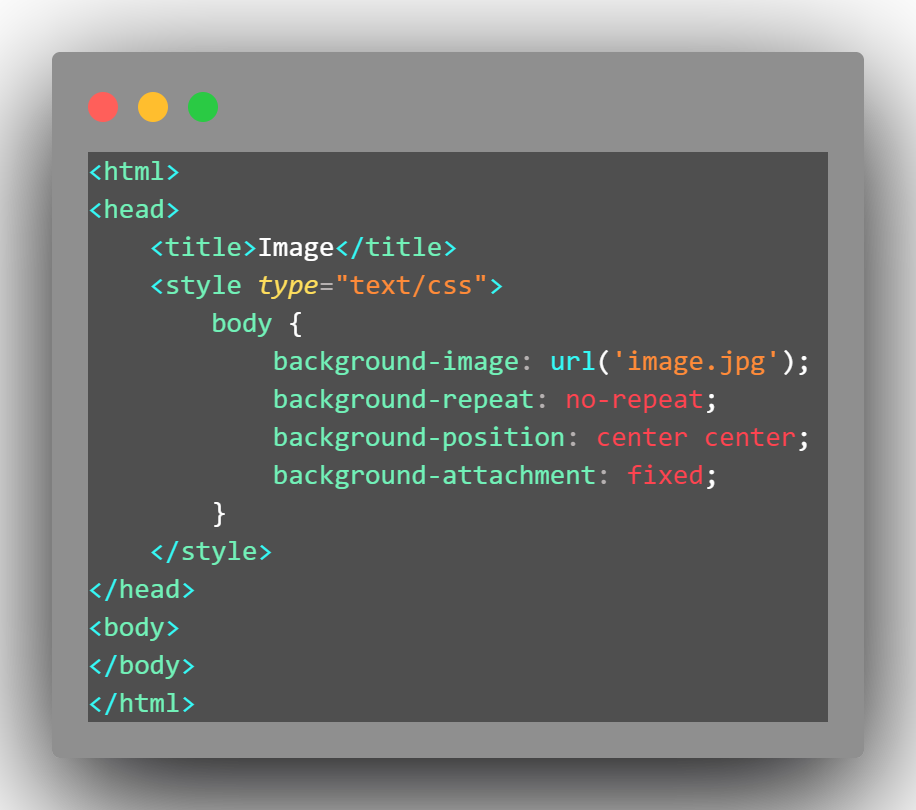 <html>
<head>
    <title>Image</title>
    <style type="text/css">
        body {
            background-image: url('image.jpg');
            background-repeat: no-repeat;
            background-position: center center;
            background-attachment: fixed;
        }
    </style>
</head>
<body>
</body>
</html>